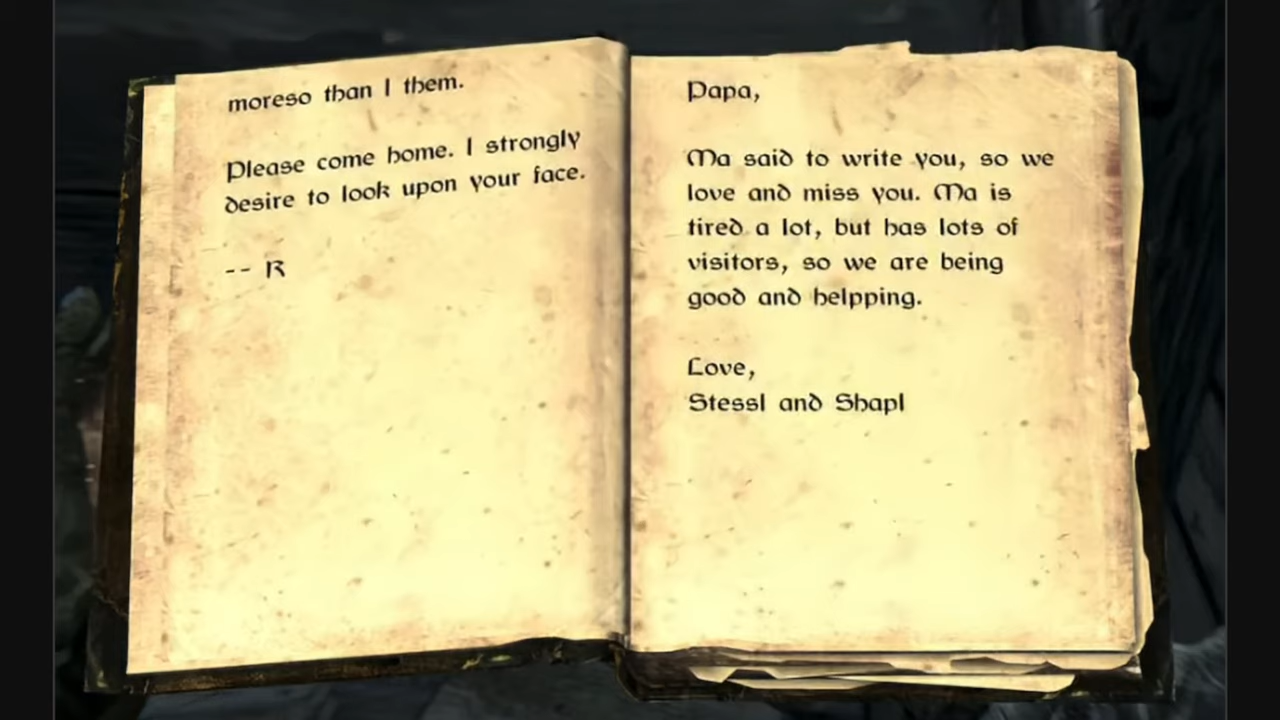 moreso than I them.
Please come home. I strongly
desire to look upon your face.
-- R
Papa,
Ma said to write you, so we
love and miss you. Ma is
tired a lot, but has lots of
visitors, so we are being
good and helpping.
Love,
Stessl and Shapl